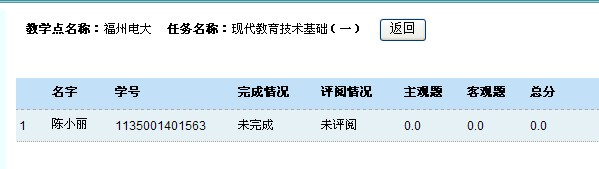 教学点名称：福州电大 任务名称：现代教育技术基础（一） 返回
名字 学号 完成情况 评阅情况 主观题 客观题 总分
1 陈小丽 1135001401563 未完成 未评阅 0.0 0.0 0.0